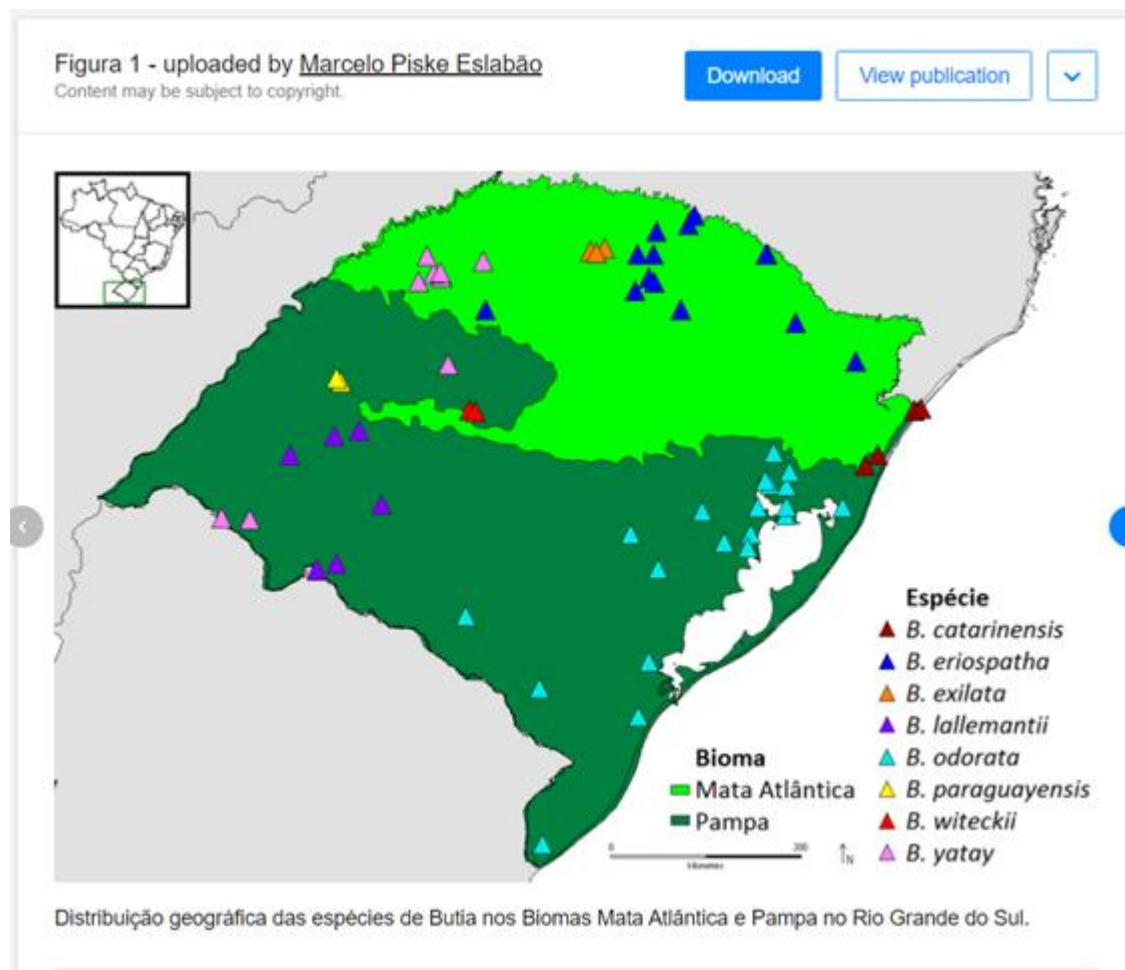 Figura 1 - uploaded by Marcelo Piske Eslabão
Content may be subject to copyright.
Download
View publication
Espécie
B. catarinensis
B. eriospatha
B. exilata
B. lallemantii
B. odorata
B. paraguayensis
B. witeckii
B. yatay
Bioma
Mata Atlântica
Pampa
0
200
N
Distribuição geográfica das espécies de Butia nos Biomas Mata Atlântica e Pampa no Rio Grande do Sul.